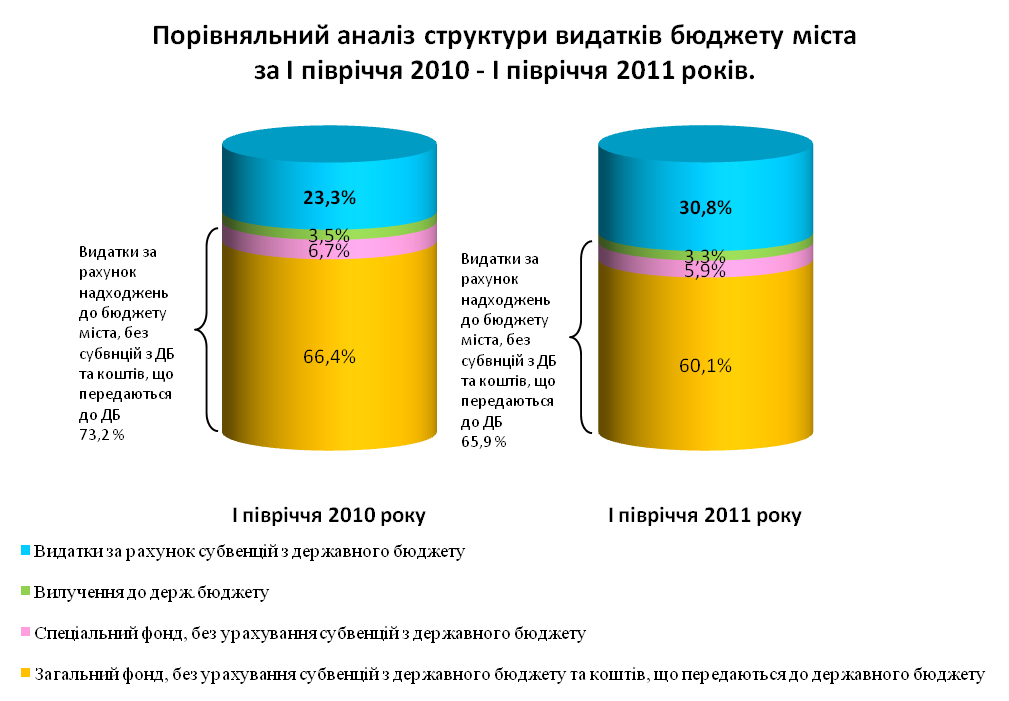 Порівняльний аналіз структури видатків бюджету міста
за І півріччя 2010 - І півріччя 2011 років.
23,3%
3,5%
6,7%
66,4%
Видатки за
рахунок
надходжень
до бюджету
міста, без
субвнцій з ДБ
та коштів, що
передаються
до ДБ
73,2 %
30,8%
3,3%
5,9%
60,1%
Видатки за
рахунок
надходжень
до бюджету
міста, без
субвнцій з ДБ
та коштів, що
передаються
до ДБ
65,9 %
І півріччя 2010 року
І півріччя 2011 року
Видатки за рахунок субвенцій з державного бюджету
Вилучення до держ.бюджету
Спеціальний фонд, без урахування субвенцій з державного бюджету
Загальний фонд, без урахування субвенцій з державного бюджету та коштів, що передаються до державного бюджету